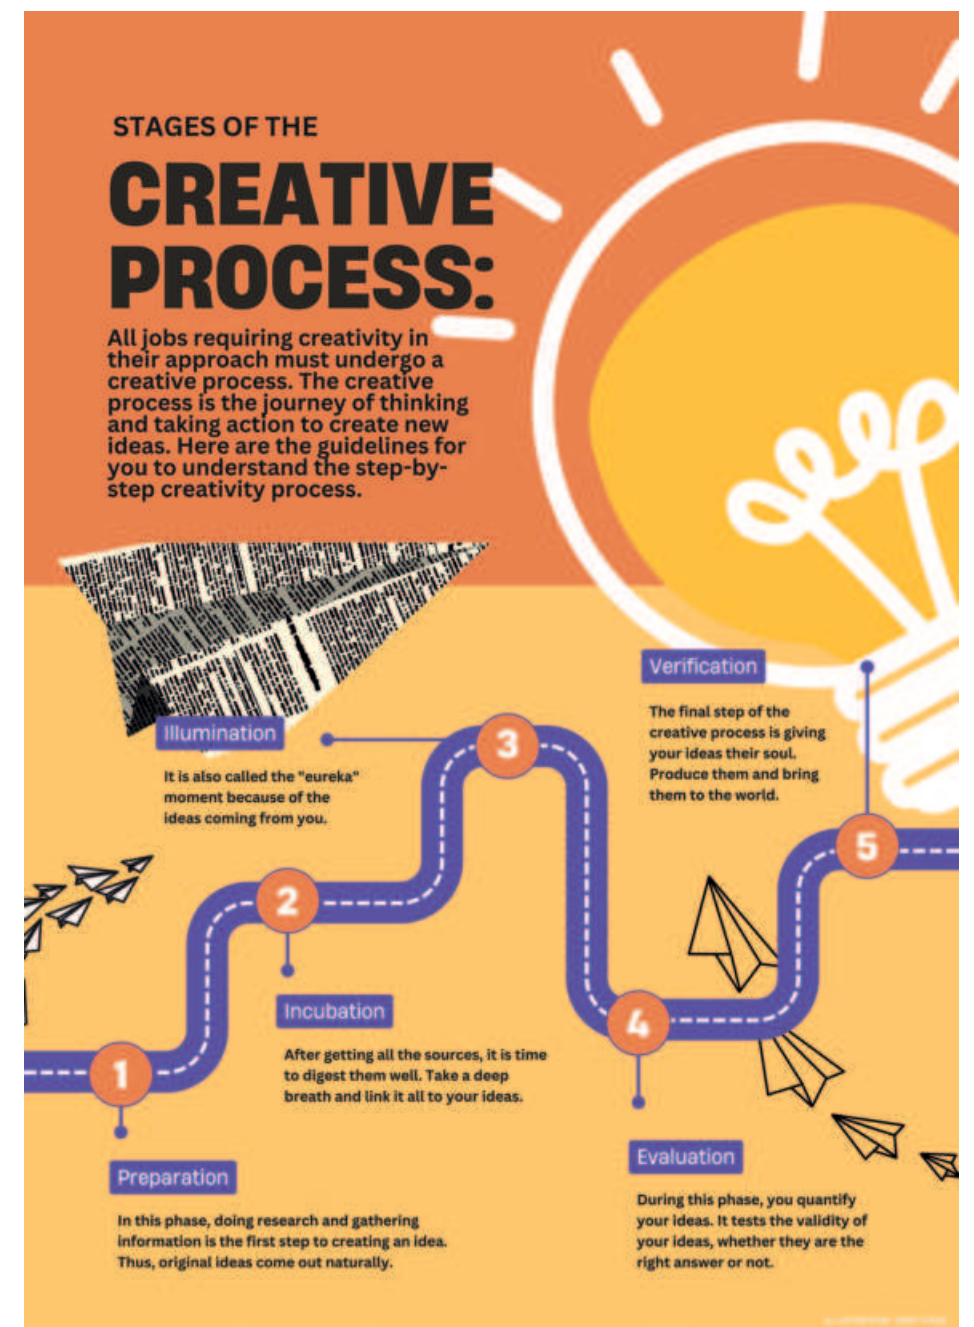 STAGES OF THE
CREATIVE
PROCESS:
All jobs requiring creativity in
their approach must undergo a
creative process. The creative
process is the journey of thinking
and taking action to create new
ideas. Here are the guidelines for
you to understand the step-by-
step creativity process.
1
Preparation
In this phase, doing research and gathering
information is the first step to creating an idea.
Thus, original ideas come out naturally.
2
Incubation
After getting all the sources, it is time
to digest them well. Take a deep
breath and link it all to your ideas.
3
Illumination
It is also called the "eureka"
moment because of the
ideas coming from you.
4
Evaluation
During this phase, you quantify
your ideas. It tests the validity of
your ideas, whether they are the
right answer or not.
5
Verification
The final step of the
creative process is giving
your ideas their soul.
Produce them and bring
them to the world.